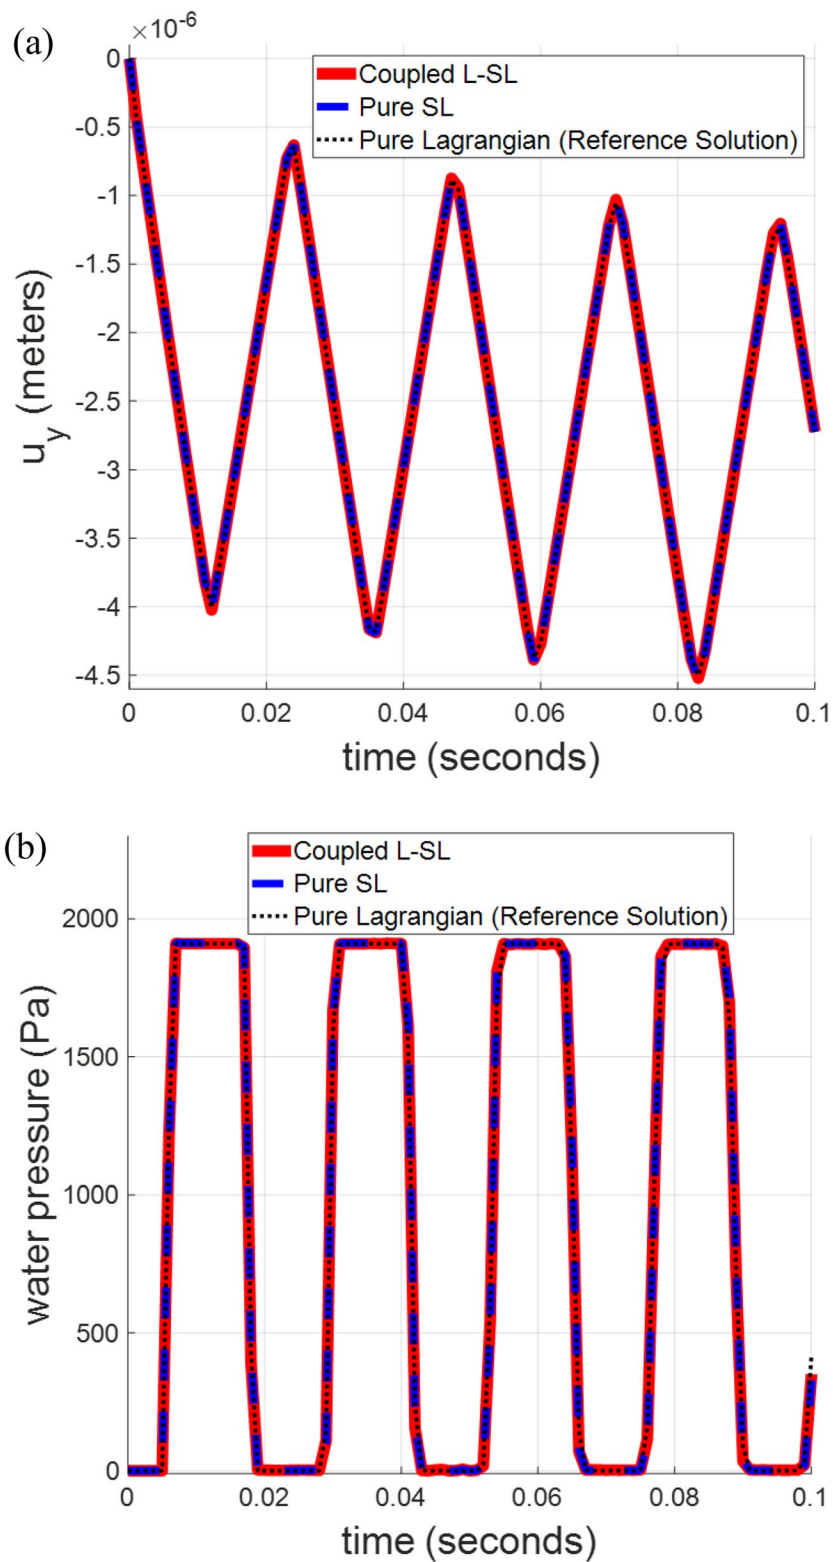 (a)
×10⁻⁶
0
-0.5
-1
-1.5
-2
-2.5
-3
-3.5
-4
-4.5
u_y (meters)
Coupled L-SL
Pure SL
Pure Lagrangian (Reference Solution)
0 0.02 0.04 0.06 0.08 0.1
time (seconds)
(b)
2000
1500
1000
500
0
water pressure (Pa)
Coupled L-SL
Pure SL
Pure Lagrangian (Reference Solution)
0 0.02 0.04 0.06 0.08 0.1
time (seconds)